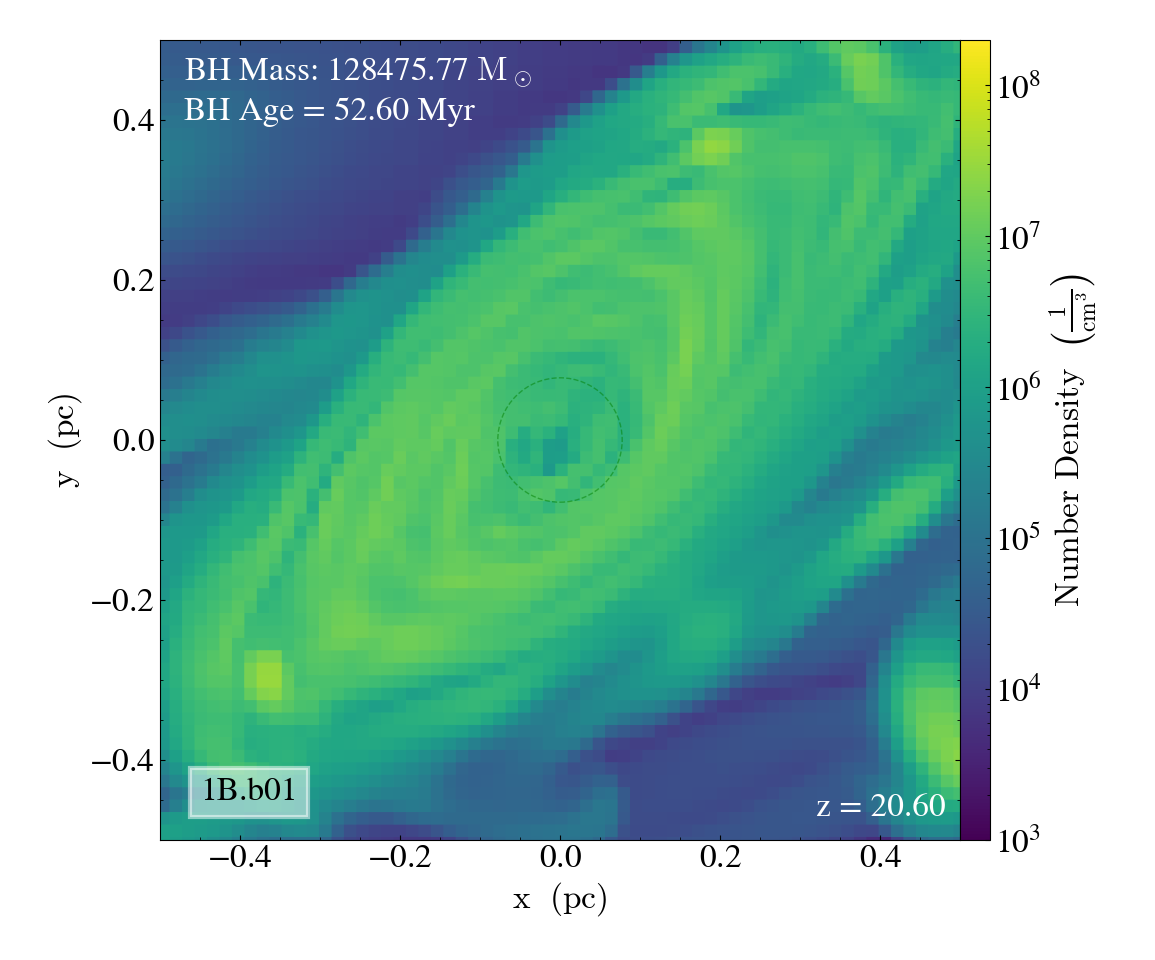 BH Mass: 128475.77 M⊙
BH Age = 52.60 Myr
0.4
0.2
0.0
−0.2
−0.4
y (pc)
1B.b01
z = 20.60
−0.4 −0.2 0.0 0.2 0.4
x (pc)
10⁸
10⁷
10⁶
10⁵
10⁴
10³
Number Density (1/cm³)